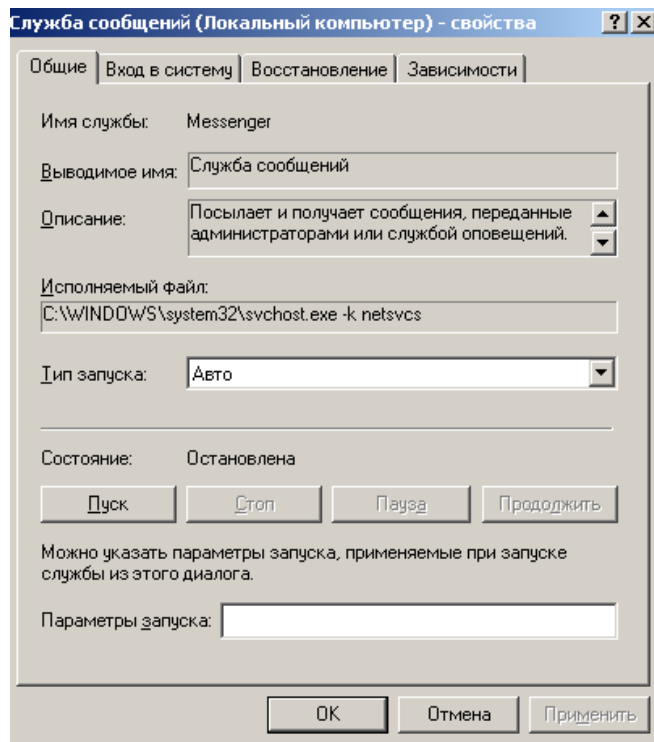 Служба сообщений (Локальный компьютер) - свойства
Общие Вход в систему Восстановление Зависимости
Имя службы: Messenger
Выводимое имя: Служба сообщений
Описание: Посылает и получает сообщения, переданные
администраторами или службой оповещений.
Исполняемый файл:
C:\WINDOWS\system32\svchost.exe -k netsvcs
Тип запуска: Авто
Состояние: Остановлена
Пуск Стоп Пауза Продолжить
Можно указать параметры запуска, применяемые при запуске
службы из этого диалога.
Параметры запуска:
OK Отмена Применить